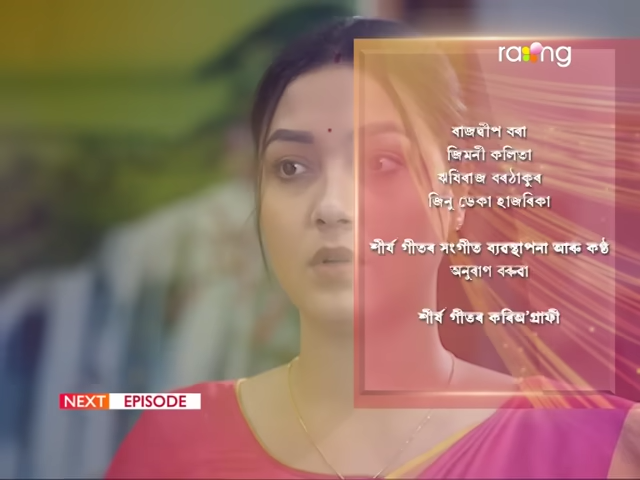 rang
ৰাজদ্বীপ বৰা
জিমনী কলিতা
ঋষিৰাজ বৰঠাকুৰ
জিনু ডেকা হাজৰিকা
শীৰ্ষ গীতৰ সংগীত ব্যৱস্থাপনা আৰু কণ্ঠ
অনুৰাগ বৰুৱা
শীৰ্ষ গীতৰ কৰিঅ'গ্ৰাফী
NEXT EPISODE